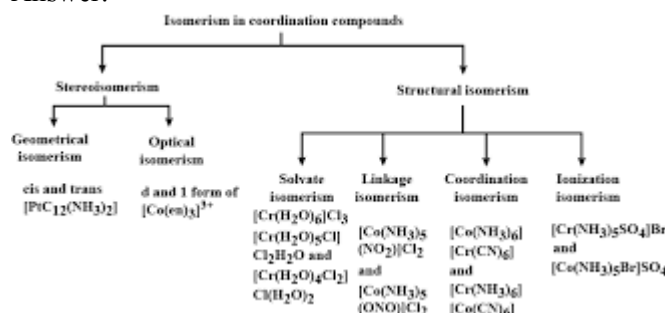 Answer.
Isomerism in coordination compounds
Stereoisomerism
Structural isomerism
Geometrical
isomerism
cis and trans
[PtC12(NH3)2]
Optical
isomerism
d and 1 form of
[Co(en)3]3+
Solvate
isomerism
[Cr(H2O)6]Cl3
[Cr(H2O)5Cl]
Cl2H2O and
[Cr(H2O)4Cl2]
Cl(H2O)2
Linkage
isomerism
[Co(NH3)5
(NO2)]Cl2
and
[Co(NH3)5
(ONO)]Cl2
Coordination
isomerism
[Co(NH3)6]
[Cr(CN)6]
and
[Cr(NH3)6]
[Co(CN)6]
Ionization
isomerism
[Cr(NH3)5SO4]Br
and
[Co(NH3)5Br]SO4